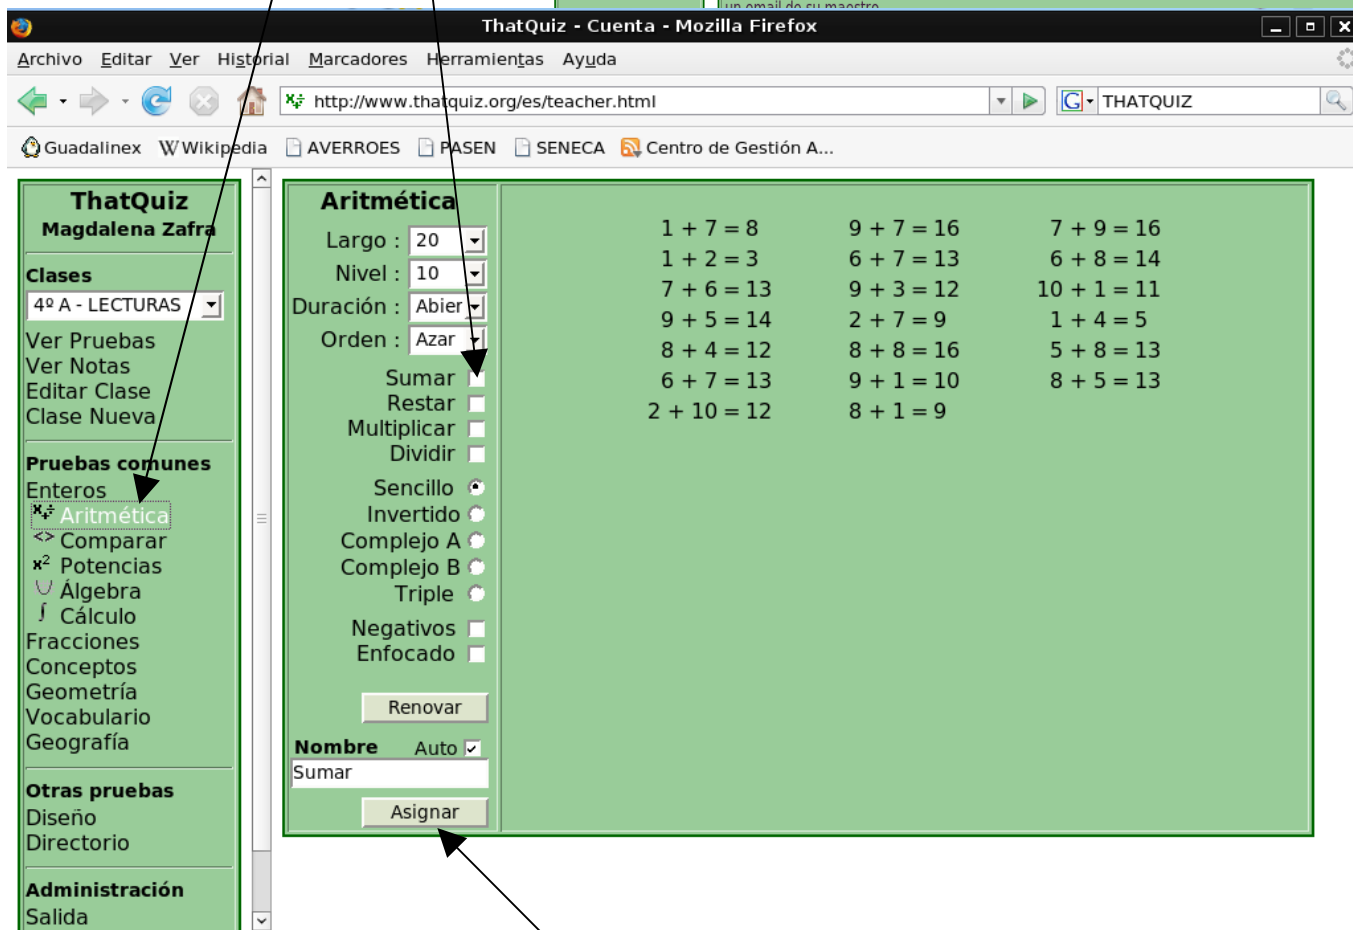 un email de su maestro
ThatQuiz - Cuenta - Mozilla Firefox
Archivo Editar Ver Historial Marcadores Herramientas Ayuda
http://www.thatquiz.org/es/teacher.html
G THATQUIZ
Guadalinex W Wikipedia AVERROES PASEN SENECA Centro de Gestión A...
ThatQuiz
Magdalena Zafra
Clases
4º A - LECTURAS
Ver Pruebas
Ver Notas
Editar Clase
Clase Nueva
Pruebas comunes
Enteros
Aritmética
<> Comparar
x² Potencias
Álgebra
∫ Cálculo
Fracciones
Conceptos
Geometría
Vocabulario
Geografía
Otras pruebas
Diseño
Directorio
Administración
Salida
Aritmética
Largo : 20
Nivel : 10
Duración : Abier
Orden : Azar
Sumar
Restar
Multiplicar
Dividir
Sencillo
Invertido
Complejo A
Complejo B
Triple
Negativos
Enfocado
Renovar
Nombre Auto
Sumar
Asignar
1 + 7 = 8 9 + 7 = 16 7 + 9 = 16
1 + 2 = 3 6 + 7 = 13 6 + 8 = 14
7 + 6 = 13 9 + 3 = 12 10 + 1 = 11
9 + 5 = 14 2 + 7 = 9 1 + 4 = 5
8 + 4 = 12 8 + 8 = 16 5 + 8 = 13
6 + 7 = 13 9 + 1 = 10 8 + 5 = 13
2 + 10 = 12 8 + 1 = 9